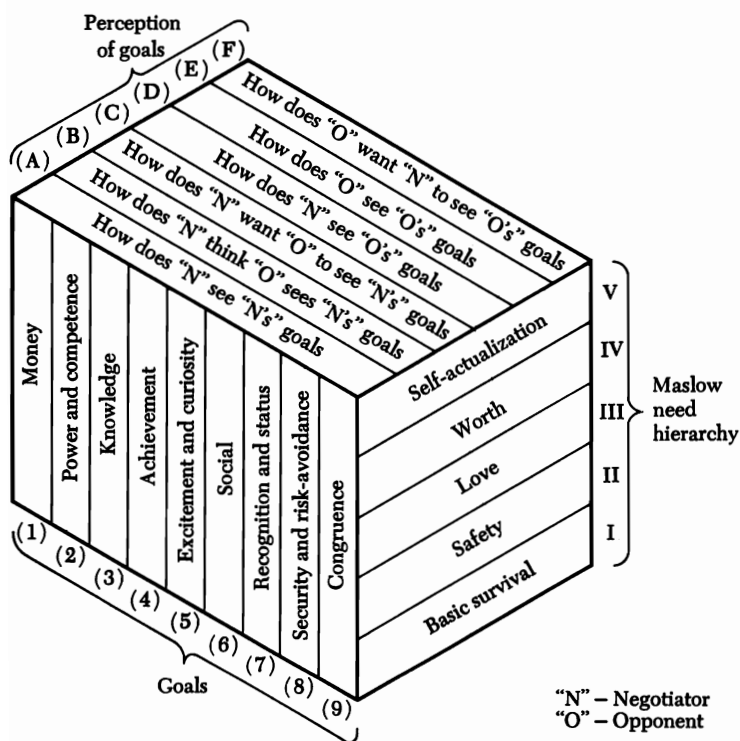 Perception
of goals
(A)
(B)
(C)
(D)
(E)
(F)
How does “O” want “N” to see “O’s” goals
How does “O” see “O’s” goals
How does “N” see “O’s” goals
How does “N” want “O” to see “N’s” goals
How does “N” think “O” sees “N’s” goals
How does “N” see “N’s” goals
Money
Power and competence
Knowledge
Achievement
Excitement and curiosity
Social
Recognition and status
Security and risk-avoidance
Congruence
(1)
(2)
(3)
(4)
(5)
(6)
(7)
(8)
(9)
Goals
Self-actualization
Worth
Love
Safety
Basic survival
V
IV
III
II
I
Maslow
need
hierarchy
“N” – Negotiator
“O” – Opponent